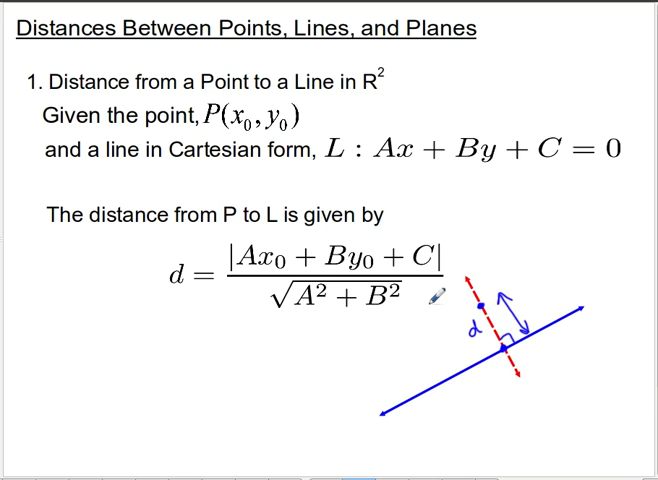 Distances Between Points, Lines, and Planes
1. Distance from a Point to a Line in R²
Given the point, P(x₀, y₀)
and a line in Cartesian form, L : Ax + By + C = 0
The distance from P to L is given by
d = |Ax₀ + By₀ + C| / √(A² + B²)
d